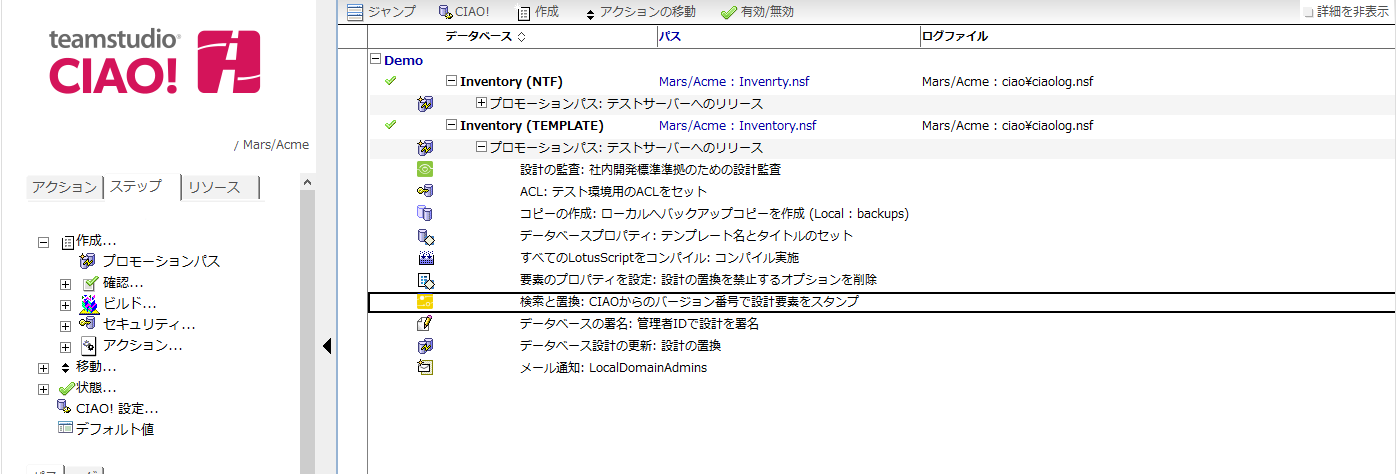 teamstudio
CIAO!
/ Mars/Acme
アクション ステップ リソース
作成...
プロモーションパス
確認...
ビルド...
セキュリティ...
アクション...
移動...
状態...
CIAO! 設定...
デフォルト値
ジャンプ CIAO! 作成 アクションの移動 有効/無効 詳細を非表示
データベース パス ログファイル
Demo
Inventory (NTF) Mars/Acme : Invenrty.nsf Mars/Acme : ciao¥ciaolog.nsf
プロモーションパス: テストサーバーへのリリース
Inventory (TEMPLATE) Mars/Acme : Inventory.nsf Mars/Acme : ciao¥ciaolog.nsf
プロモーションパス: テストサーバーへのリリース
設計の監査: 社内開発標準準拠のための設計監査
ACL: テスト環境用のACLをセット
コピーの作成: ローカルへバックアップコピーを作成 (Local : backups)
データベースプロパティ: テンプレート名とタイトルのセット
すべてのLotusScriptをコンパイル: コンパイル実施
要素のプロパティを設定: 設計の置換を禁止するオプションを削除
検索と置換: CIAOからのバージョン番号で設計要素をスタンプ
データベースの署名: 管理者IDで設計を署名
データベース設計の更新: 設計の置換
メール通知: LocalDomainAdmins